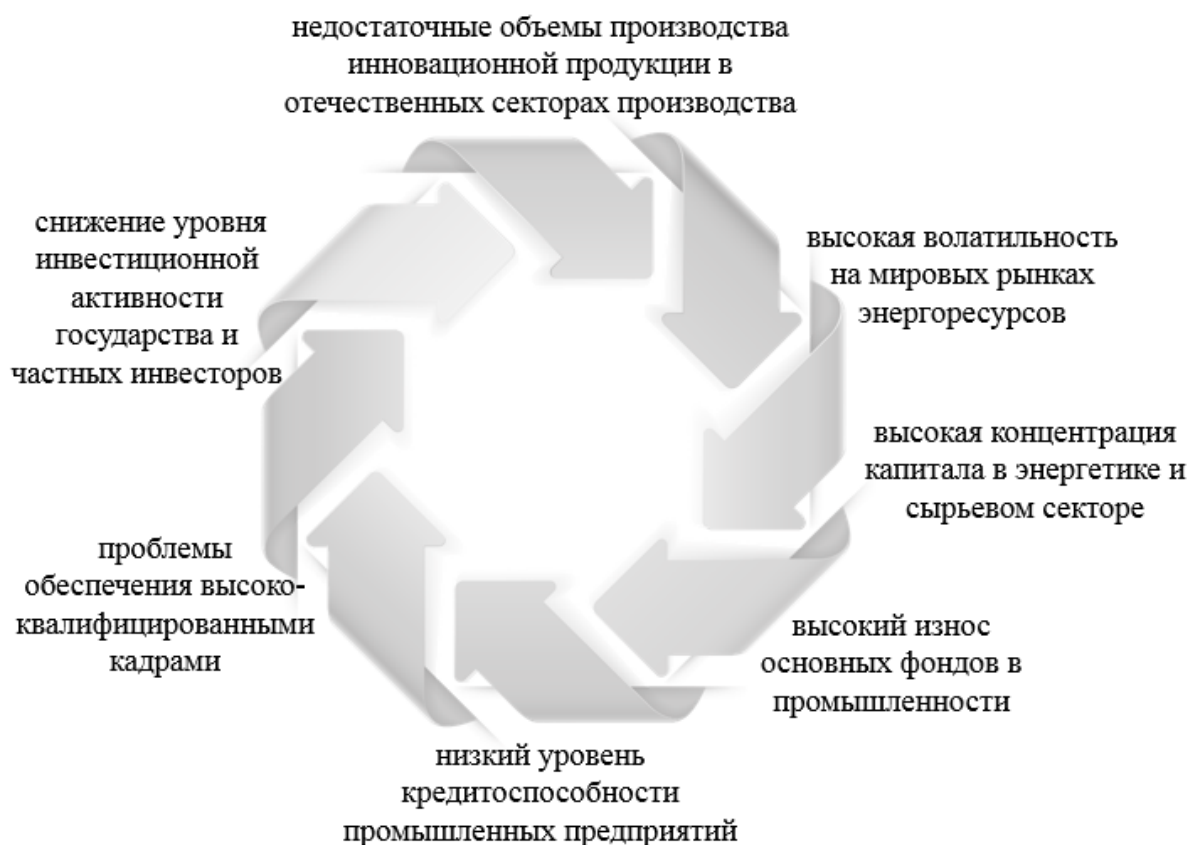 недостаточные объемы производства
инновационной продукции в
отечественных секторах производства
высокая волатильность
на мировых рынках
энергоресурсов
высокая концентрация
капитала в энергетике и
сырьевом секторе
высокий износ
основных фондов в
промышленности
низкий уровень
кредитоспособности
промышленных предприятий
проблемы
обеспечения высоко-
квалифицированными
кадрами
снижение уровня
инвестиционной
активности
государства и
частных инвесторов